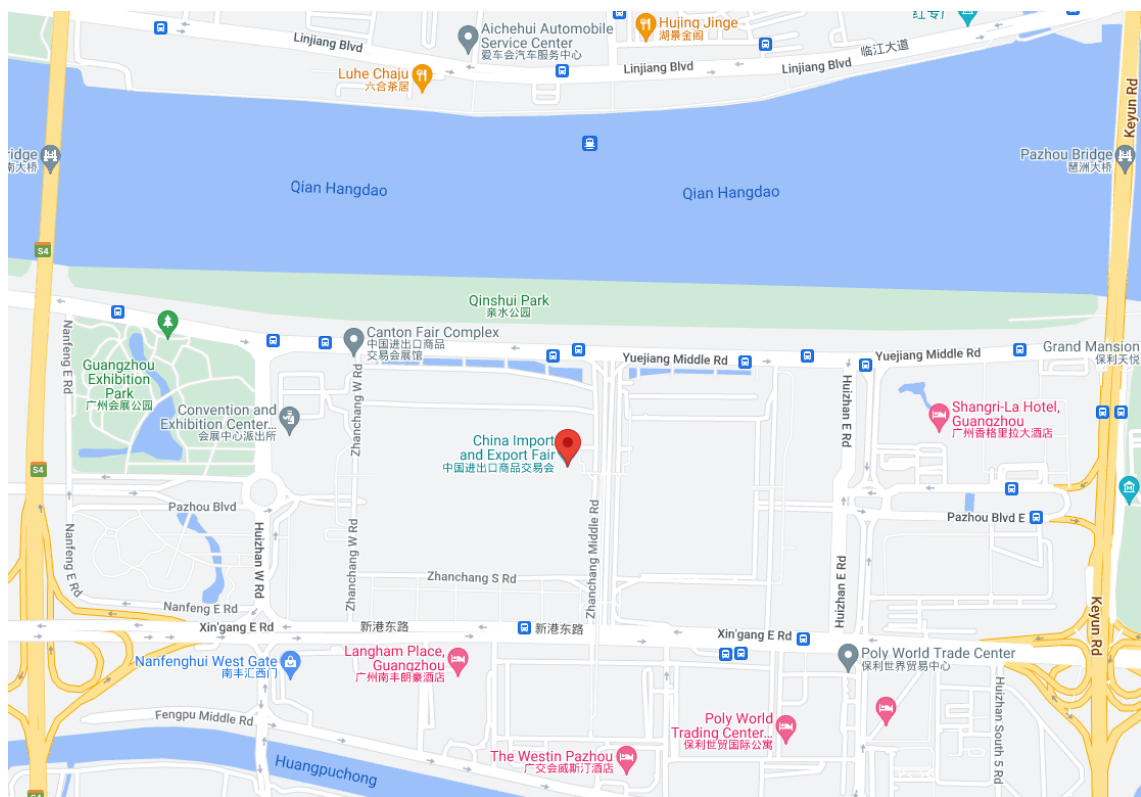 Linjiang Blvd
Aichehui Automobile
Service Center
爱车会汽车服务中心
Hujing Jinge
湖景金阁
Luhe Chaju
六合茶居
Linjiang Blvd
Linjiang Blvd
临江大道
Keyun Rd
ridge
南大桥
Pazhou Bridge
琶洲大桥
Qian Hangdao
Qian Hangdao
S4
Qinshui Park
亲水公园
Canton Fair Complex
中国进出口商品
交易会展馆
Yuejiang Middle Rd
Yuejiang Middle Rd
Grand Mansion
保利天悦
Nanfeng E Rd
Guangzhou
Exhibition
Park
广州会展公园
Zhanchang W Rd
Huizhan E Rd
Shangri-La Hotel,
Guangzhou
广州香格里拉大酒店
Convention and
Exhibition Center...
会展中心派出所
China Import
and Export Fair
中国进出口商品交易会
S4
Pazhou Blvd
Pazhou Blvd E
Nanfeng E Rd
Huizhan W Rd
Zhanchang W Rd
Zhanchang Middle Rd
Huizhan E Rd
Zhanchang S Rd
Nanfeng E Rd
Xin'gang E Rd
新港东路
新港东路
Xin'gang E Rd
Keyun Rd
Nanfenghui West Gate
南丰汇西门
Langham Place,
Guangzhou
广州南丰朗豪酒店
Poly World Trade Center
保利世界贸易中心
Huizhan South 5 Rd
Fengpu Middle Rd
Poly World
Trading Center...
保利世贸国际公寓
The Westin Pazhou
广交会威斯汀酒店
Huangpuchong
S4